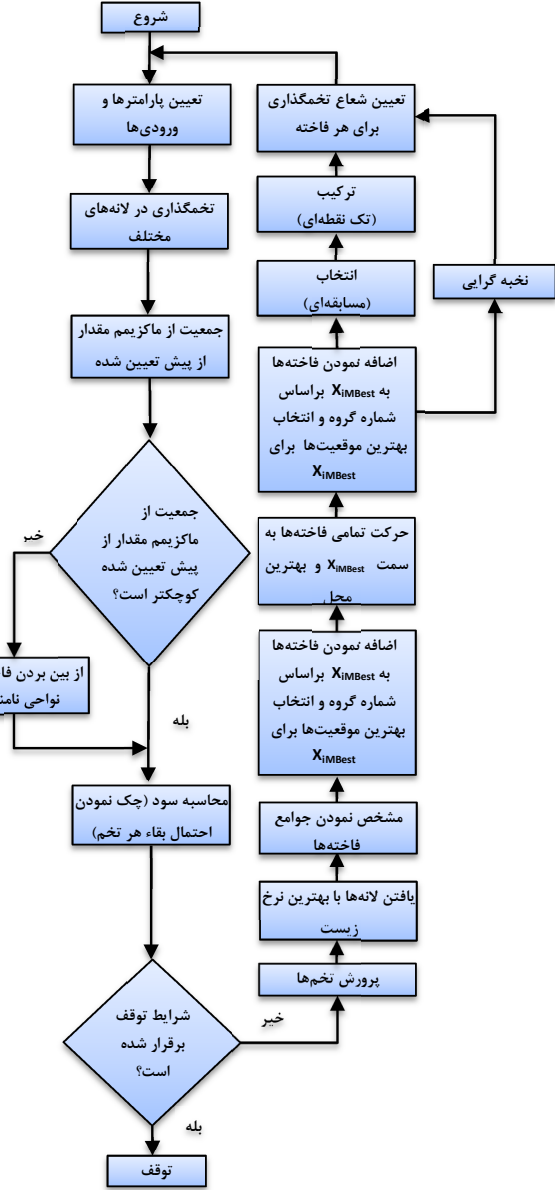 شروع
تعیین پارامترها و
ورودی‌ها
تخمگذاری در لانه‌های
مختلف
جمعیت از ماکزیمم مقدار
از پیش تعیین شده
جمعیت از
ماکزیمم مقدار از
پیش تعیین شده
کوچکتر است؟
خیر
از بین بردن
نواحی
بله
محاسبه سود (چک نمودن
احتمال بقاء هر تخم)
شرایط توقف
برقرار شده
است؟
خیر
بله
توقف
پرورش تخم‌ها
یافتن لانه‌ها با بهترین نرخ
زیست
مشخص نمودن جوامع
فاخته‌ها
اضافه نمودن فاخته‌ها
به XiMBest براساس
شماره گروه و انتخاب
بهترین موقعیت‌ها برای
XiMBest
حرکت تمامی فاخته‌ها به
سمت XiMBest و بهترین
محل
اضافه نمودن فاخته‌ها
به XiMBest براساس
شماره گروه و انتخاب
بهترین موقعیت‌ها برای
XiMBest
انتخاب
(مسابقه‌ای)
ترکیب
(تک نقطه‌ای)
تعیین شعاع تخمگذاری
برای هر فاخته
نخبه گرایی